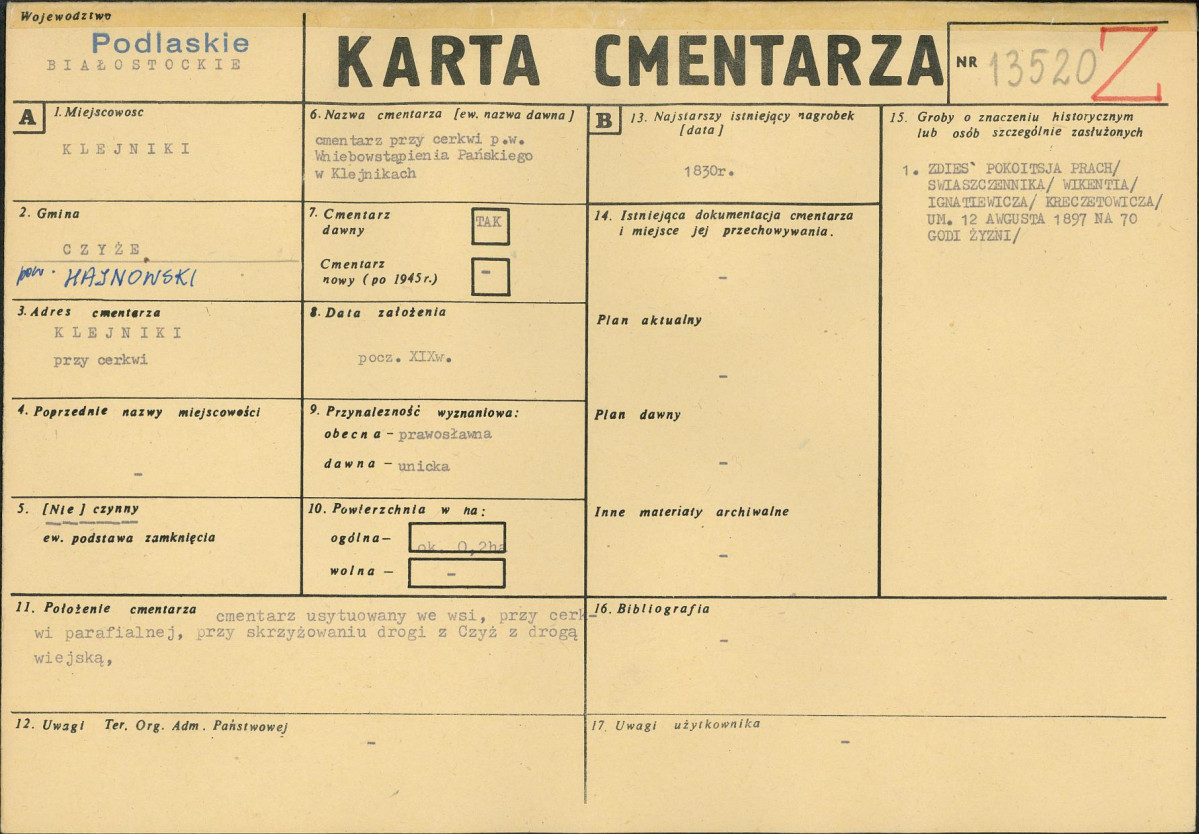 Województwo
Podlaskie
BIAŁOSTOCKIE
KARTA CMENTARZA
NR 13520 Z
A
1. Miejscowosc
KLEJNIKI
2. Gmina
CZYŻE
pow. HAJNOWSKI
3. Adres cmentarza
KLEJNIKI
przy cerkwi
4. Poprzednie nazwy miejscowości
-
5. [Nie] czynny
ew. podstawa zamknięcia
6. Nazwa cmentarza [ew. nazwa dawna]
cmentarz przy cerkwi p.w.
Wniebowstąpienia Pańskiego
w Klejnikach
7. Cmentarz
dawny
TAK
Cmentarz
nowy (po 1945r.)
-
8. Data założenia
pocz. XIXw.
9. Przynależność wyznaniowa:
obecna - prawosławna
dawna - unicka
10. Powierzchnia w ha:
ogólna - ok. 0,2ha
wolna - -
B
13. Najstarszy istniejący nagrobek
[data]
1830r.
14. Istniejąca dokumentacja cmentarza
i miejsce jej przechowywania.
-
Plan aktualny
-
Plan dawny
-
Inne materiały archiwalne
-
15. Groby o znaczeniu historycznym
lub osób szczególnie zasłużonych
1. ZDIES` POKOITSJA PRACH/
SWIASZCZENNIKA/ WIKENTIA/
IGNATIEWICZA/ KRECZETOWICZA/
UM. 12 AWGUSTA 1897 NA 70
GODI ŻYZNI/
11. Położenie cmentarza cmentarz usytuowany we wsi, przy cerk-
wi parafialnej, przy skrzyżowaniu drogi z Czyż z drogą
wiejską,
16. Bibliografia
-
12. Uwagi Ter. Org. Adm. Państwowej
-
17. Uwagi użytkownika
-